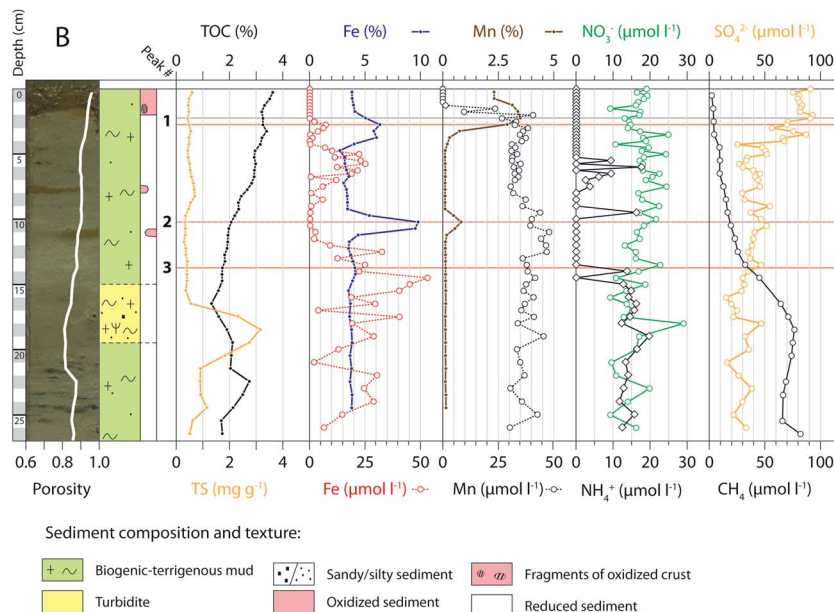 B
Depth (cm)
Peak #
TOC (%)
Fe (%)
Mn (%)
NO₃⁻ (µmol l⁻¹)
SO₄²⁻ (µmol l⁻¹)
0 2 4
0 25 50
0 2.5 5
0 10 20 30
0 50 100
0
5
10
15
20
25
1
2
3
0.6 0.8 1.0
0 2 4
0 10 20 30 40 50
0 25 50
0 10 20 30
0 50 100
Porosity
TS (mg g⁻¹)
Fe (µmol l⁻¹)
Mn (µmol l⁻¹)
NH₄⁺ (µmol l⁻¹)
CH₄ (µmol l⁻¹)
Sediment composition and texture:
Biogenic-terrigenous mud
Sandy/silty sediment
Fragments of oxidized crust
Turbidite
Oxidized sediment
Reduced sediment